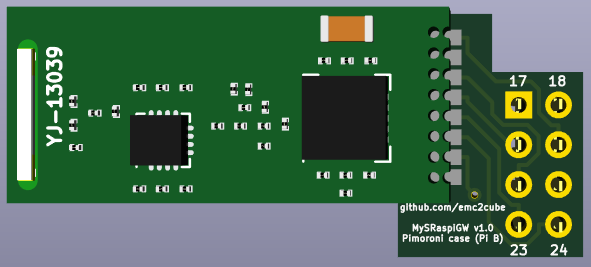 YJ-13039
17 18
github.com/emc2cube
MySRaspiGW v1.0
Pimoroni case (Pi B)
23 24